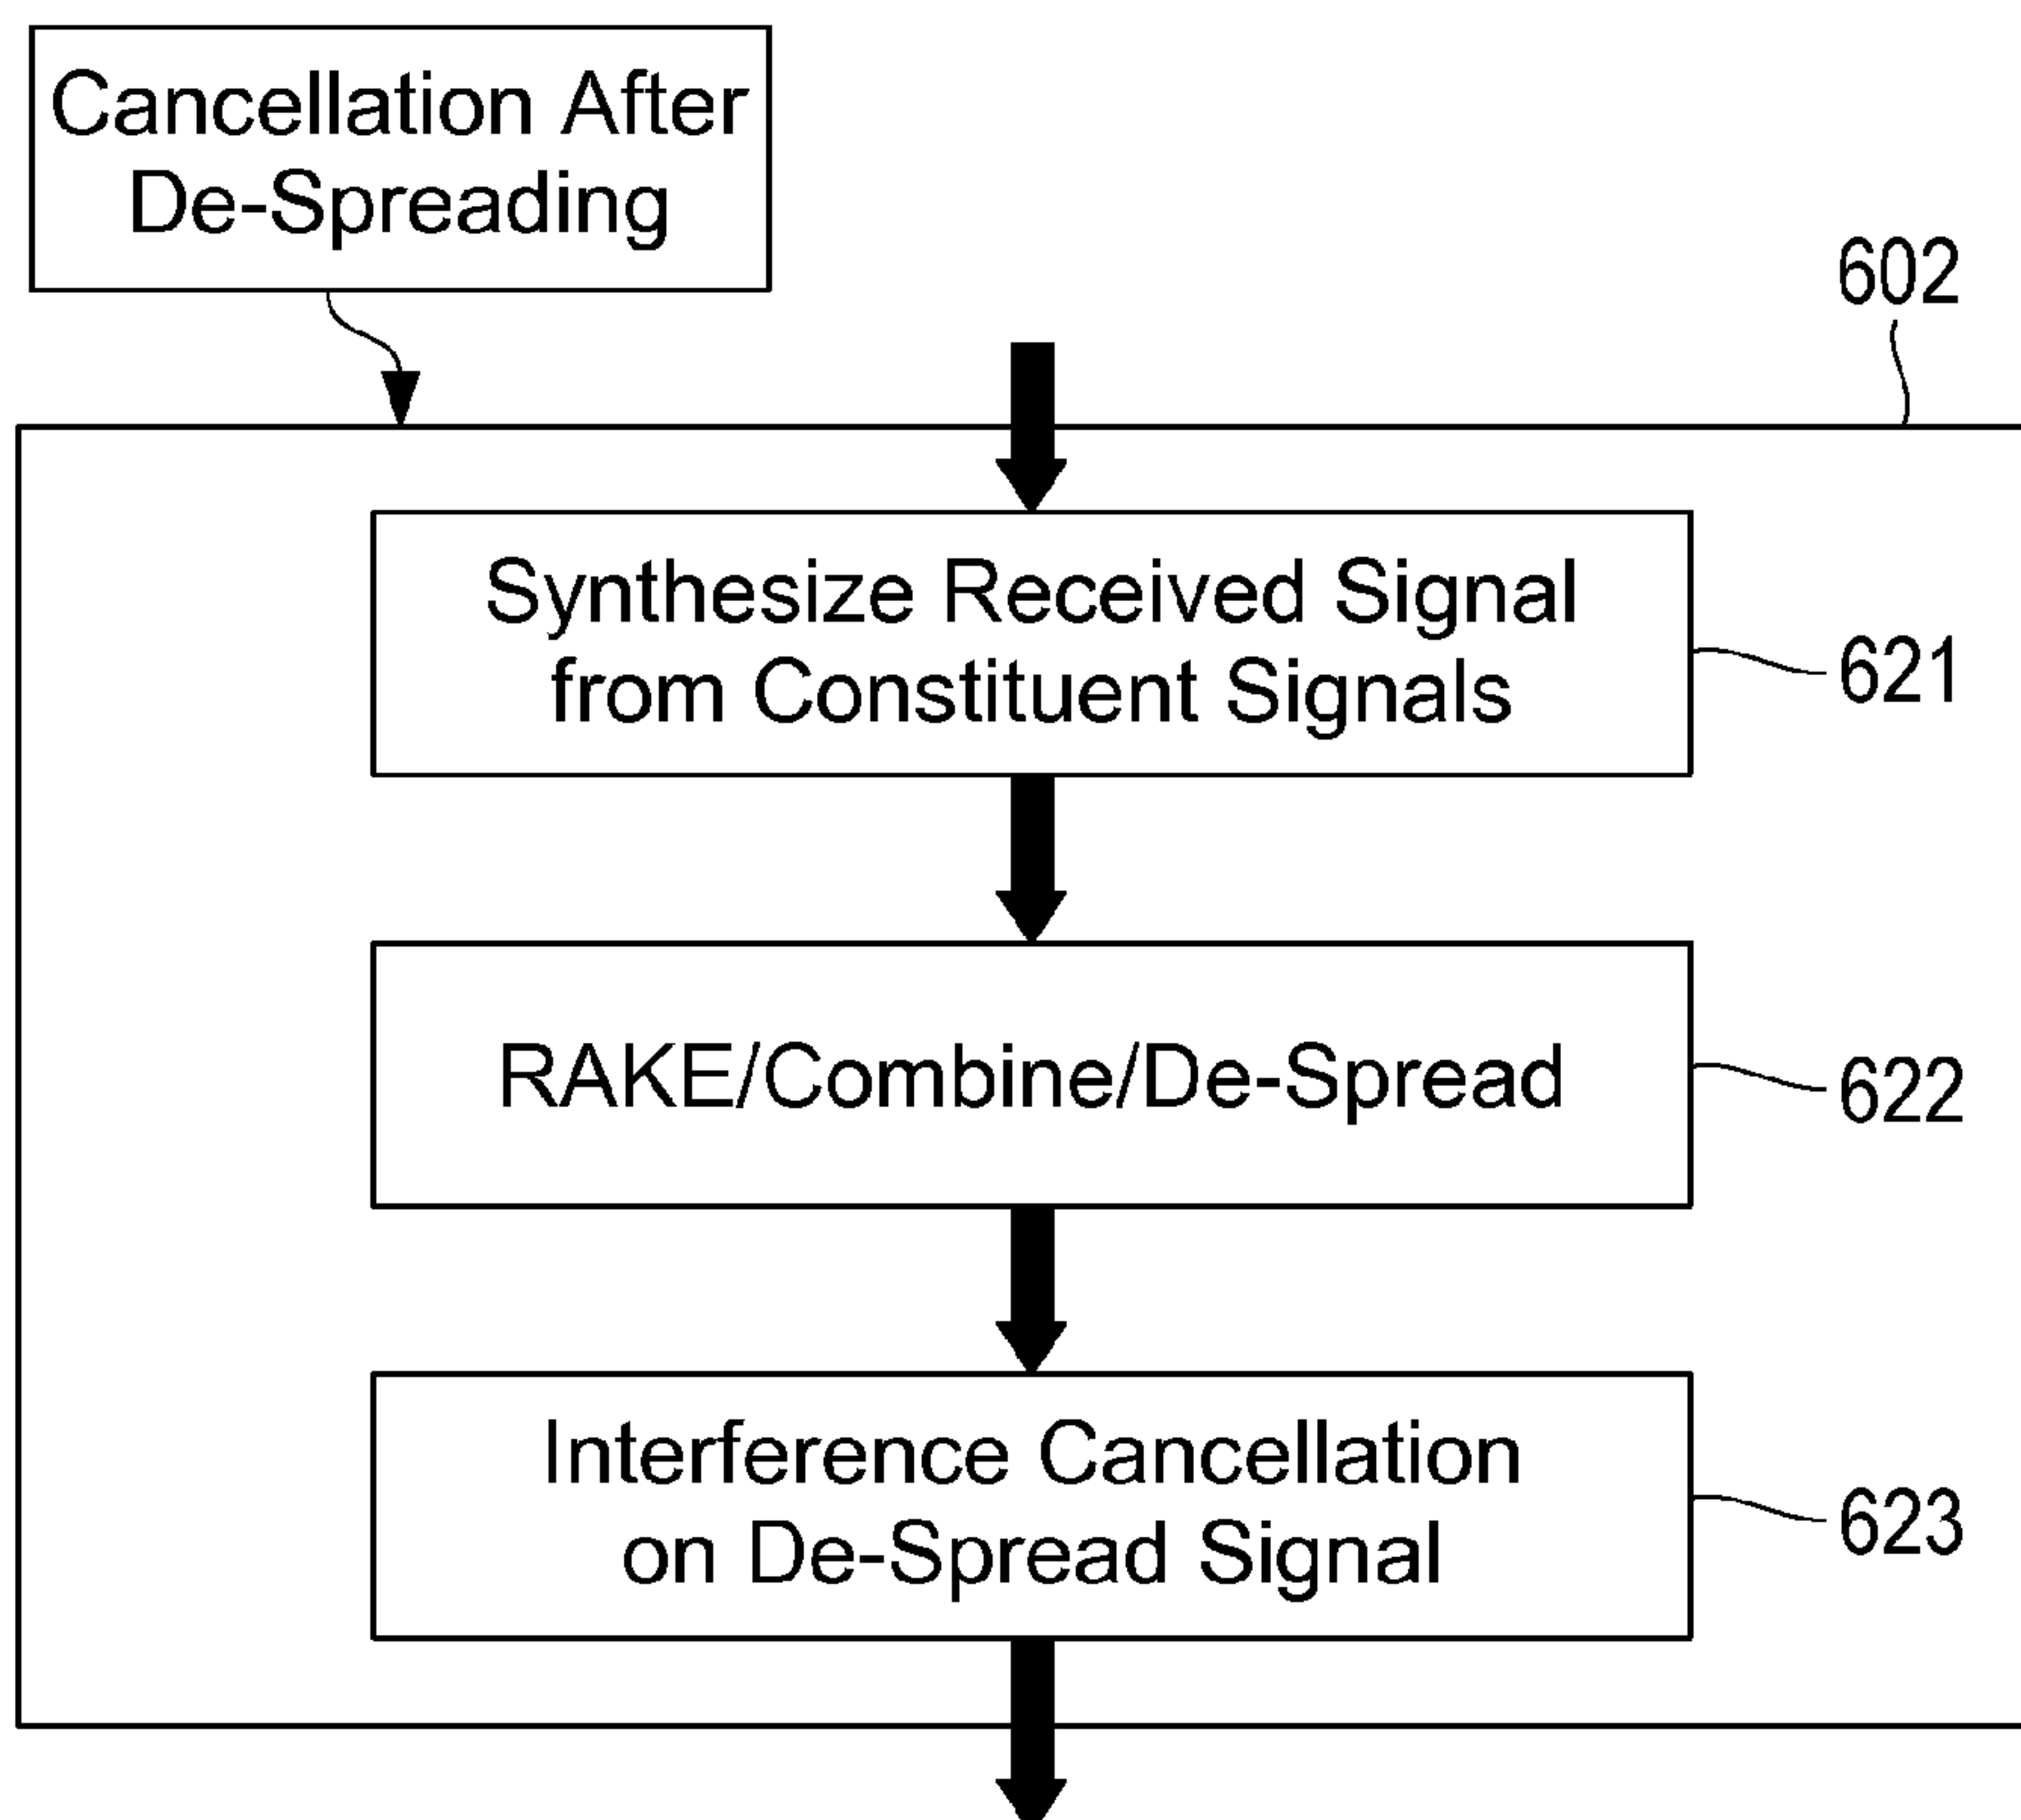 Cancellation After
De-Spreading
602
Synthesize Received Signal
from Constituent Signals
621
RAKE/Combine/De-Spread
622
Interference Cancellation
on De-Spread Signal
623